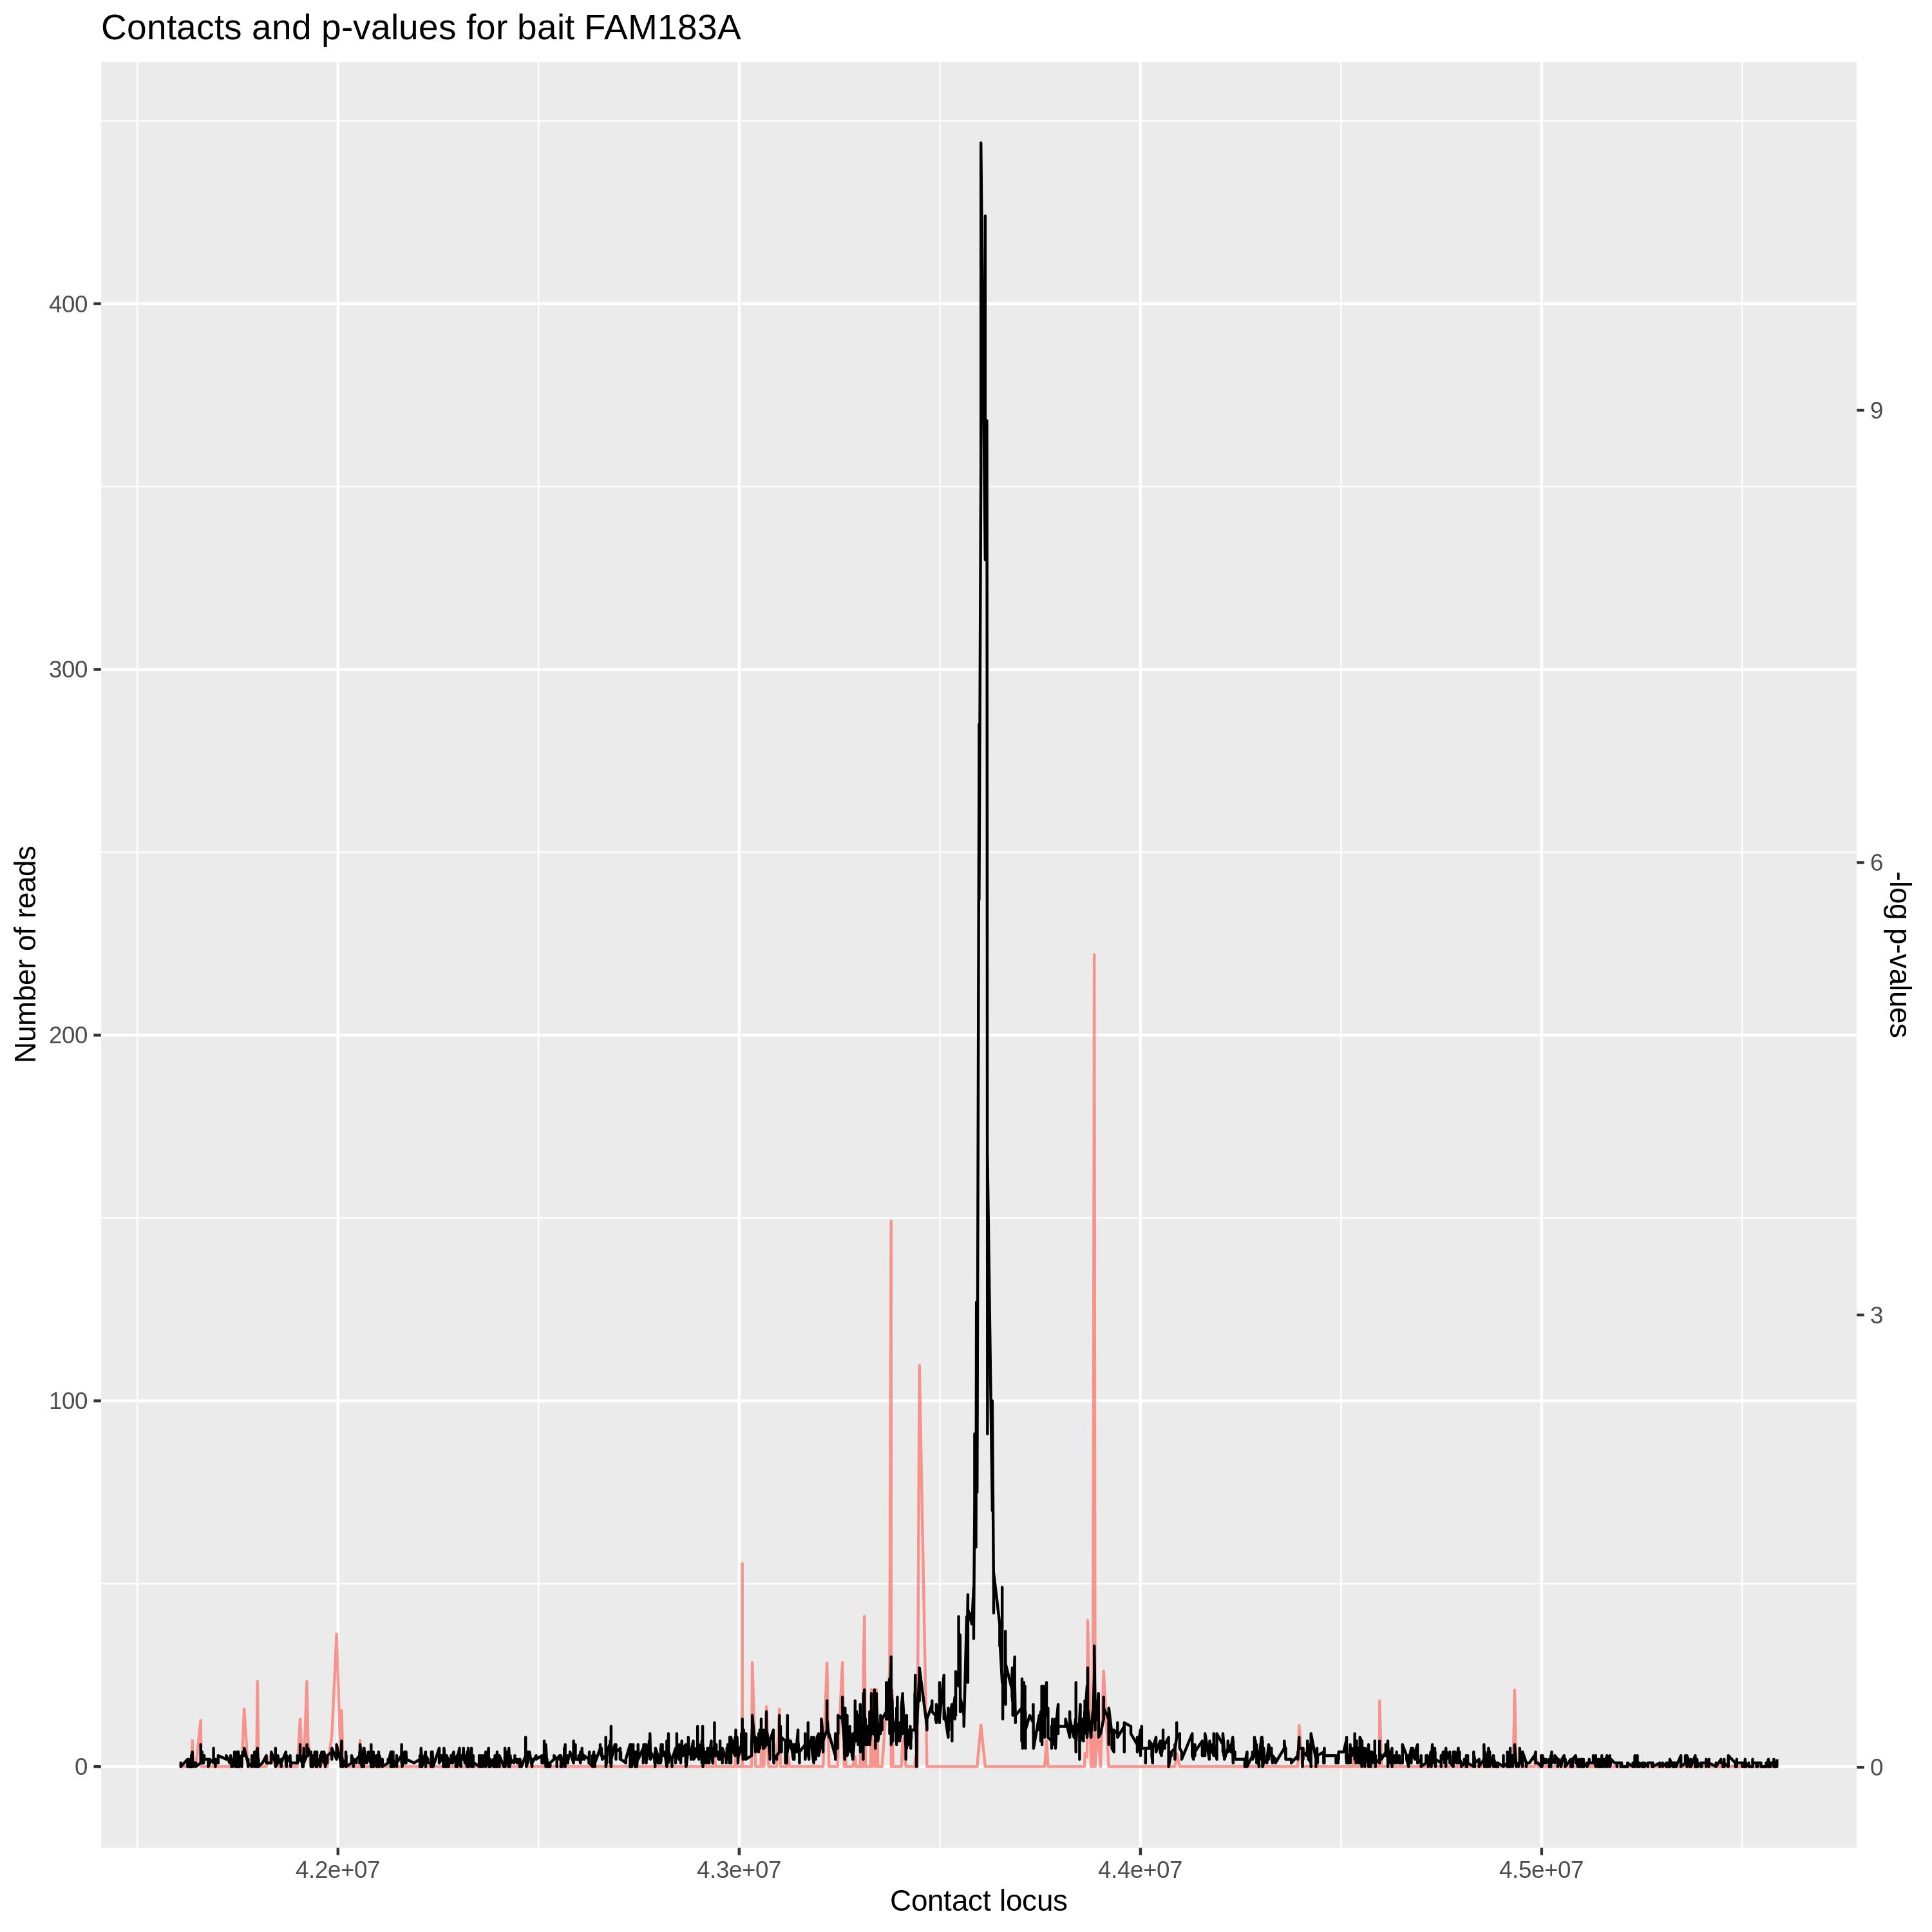 Contacts and p-values for bait FAM183A
Number of reads
400
300
200
100
0
9
6
3
0
-log p-values
4.2e+07
4.3e+07
4.4e+07
4.5e+07
Contact locus